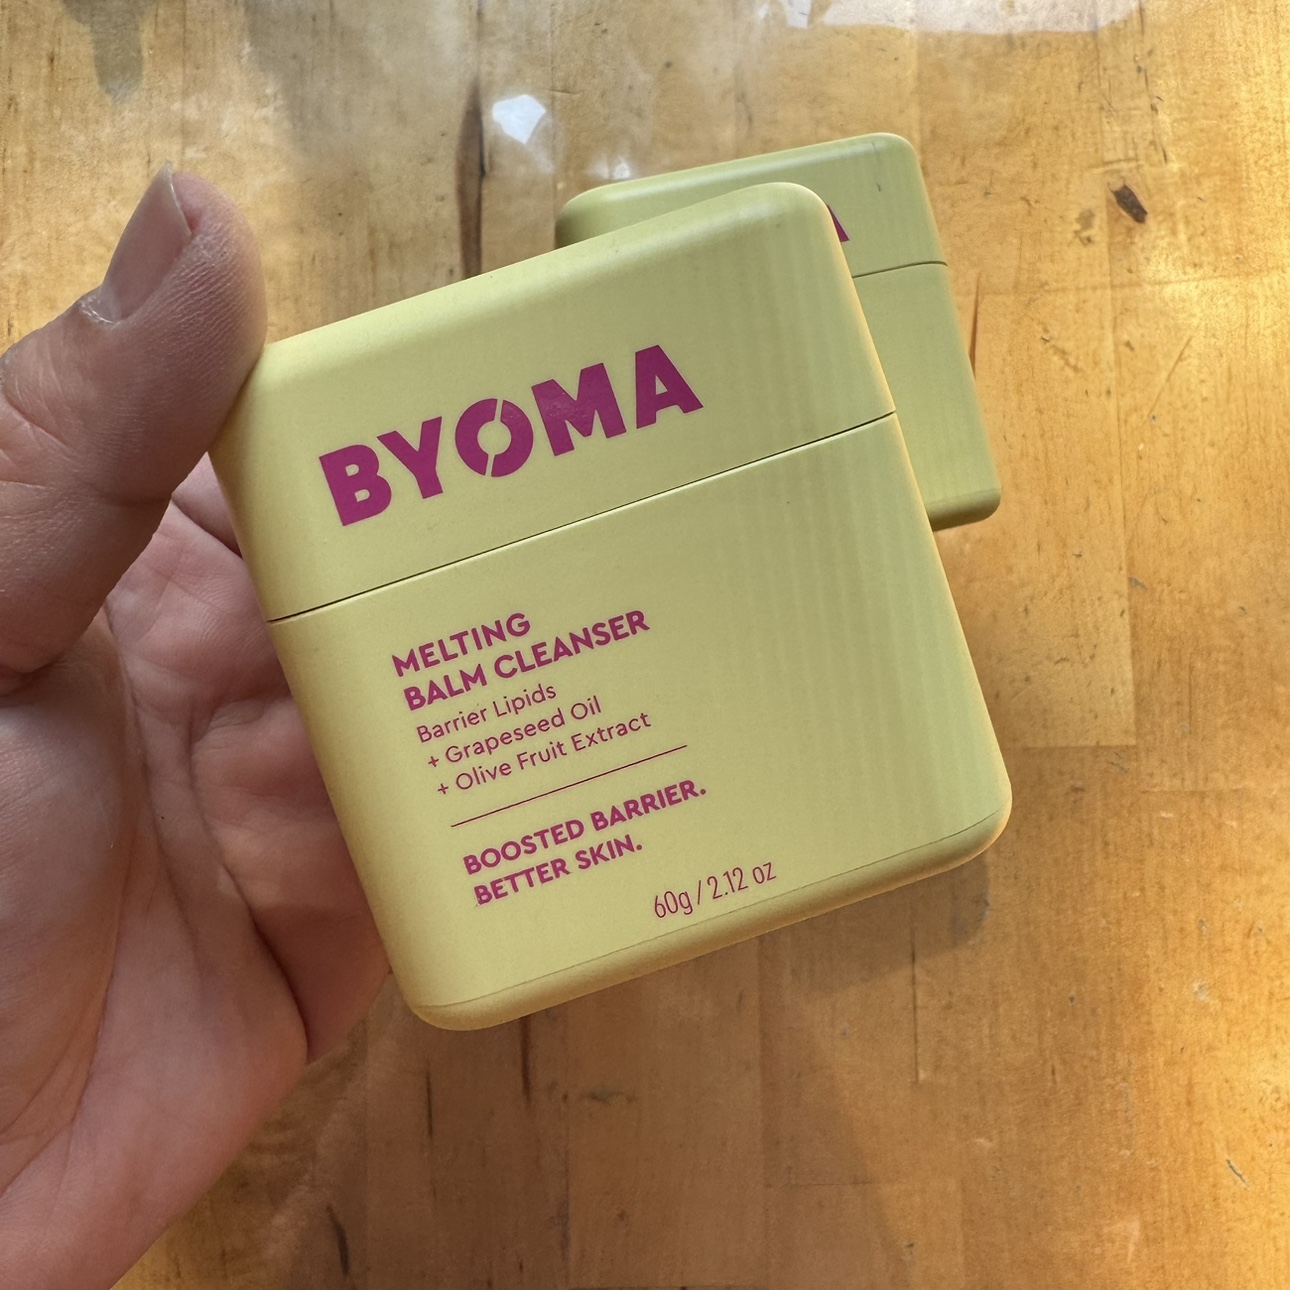 BYOMA
MELTING
BALM CLEANSER
Barrier Lipids
+ Grapeseed Oil
+ Olive Fruit Extract
BOOSTED BARRIER.
BETTER SKIN.
60g / 2.12 oz